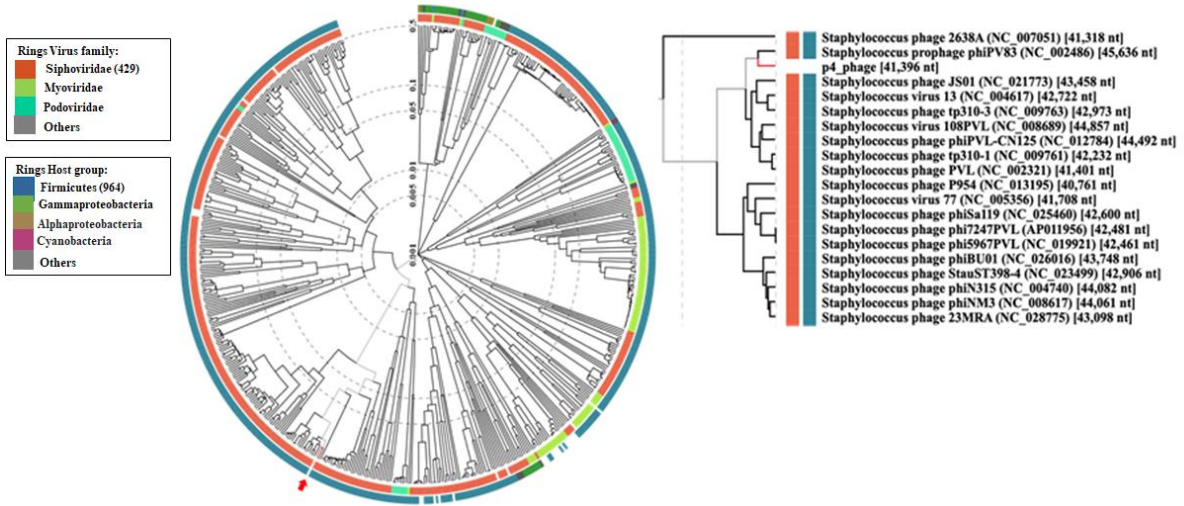 Rings Virus family:
Siphoviridae (429)
Myoviridae
Podoviridae
Others
Rings Host group:
Firmicutes (964)
Gammaproteobacteria
Alphaproteobacteria
Cyanobacteria
Others
0.5
0.1
0.05
0.01
0.005
0.001
Staphylococcus phage 2638A (NC_007051) [41,318 nt]
Staphylococcus prophage phiPV83 (NC_002486) [45,636 nt]
p4_phage [41,396 nt]
Staphylococcus phage JS01 (NC_021773) [43,458 nt]
Staphylococcus virus 13 (NC_004617) [42,722 nt]
Staphylococcus phage tp310-3 (NC_009763) [42,973 nt]
Staphylococcus virus 108PVL (NC_008689) [44,857 nt]
Staphylococcus phage phiPVL-CN125 (NC_012784) [44,492 nt]
Staphylococcus phage tp310-1 (NC_009761) [42,232 nt]
Staphylococcus phage PVL (NC_002321) [41,401 nt]
Staphylococcus phage P954 (NC_013195) [40,761 nt]
Staphylococcus virus 77 (NC_005356) [41,708 nt]
Staphylococcus phage phiSa119 (NC_025460) [42,600 nt]
Staphylococcus phage phi7247PVL (AP011956) [42,481 nt]
Staphylococcus phage phi5967PVL (NC_019921) [42,461 nt]
Staphylococcus phage phiBU01 (NC_026016) [43,748 nt]
Staphylococcus phage StauST398-4 (NC_023499) [42,906 nt]
Staphylococcus phage phiN315 (NC_004740) [44,082 nt]
Staphylococcus phage phiNM3 (NC_008617) [44,061 nt]
Staphylococcus phage 23MRA (NC_028775) [43,098 nt]